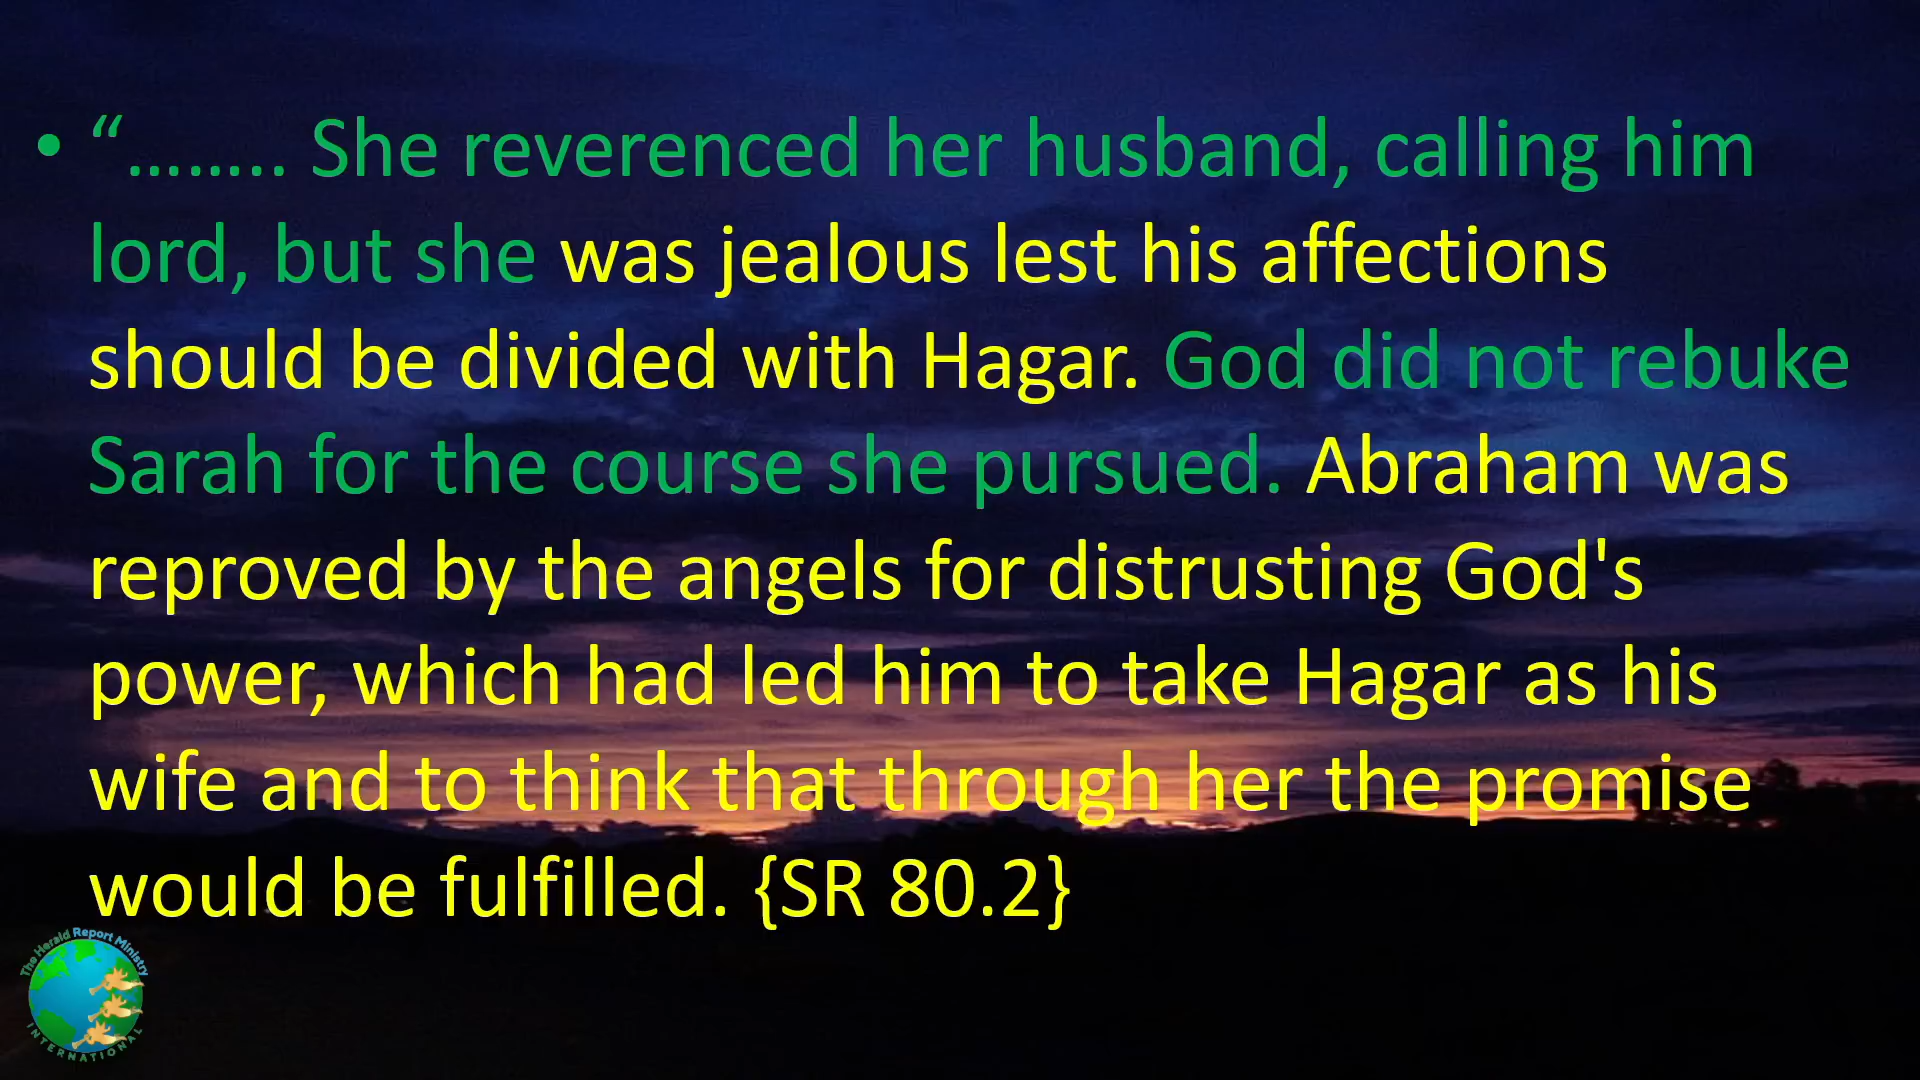 • “…….. She reverenced her husband, calling him
lord, but she was jealous lest his affections
should be divided with Hagar. God did not rebuke
Sarah for the course she pursued. Abraham was
reproved by the angels for distrusting God's
power, which had led him to take Hagar as his
wife and to think that through her the promise
would be fulfilled. {SR 80.2}
The Herald Report Ministry
INTERNATIONAL